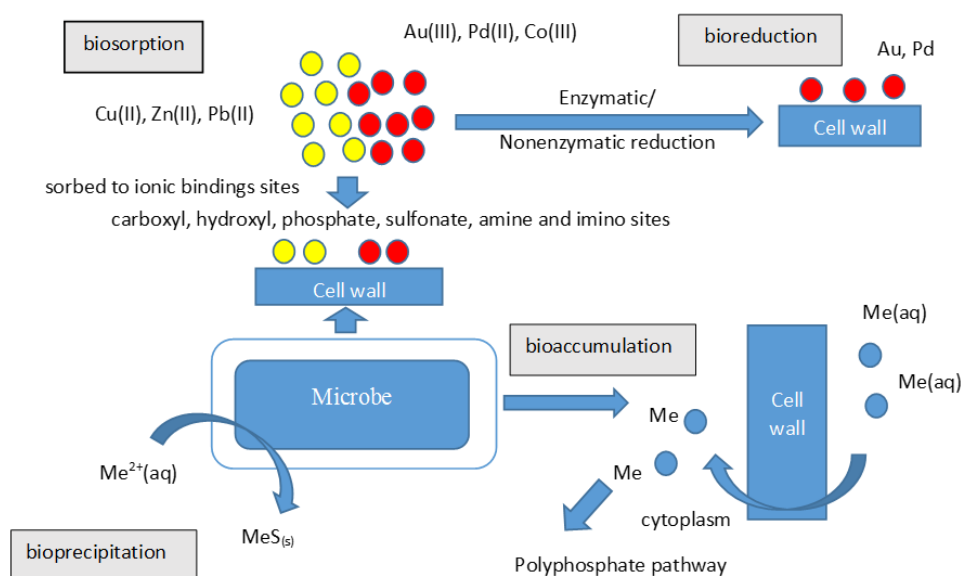 biosorption
Au(III), Pd(II), Co(III)
bioreduction
Au, Pd
Cu(II), Zn(II), Pb(II)
Enzymatic/
Nonenzymatic reduction
Cell wall
sorbed to ionic bindings sites
carboxyl, hydroxyl, phosphate, sulfonate, amine and imino sites
Cell wall
bioaccumulation
Me(aq)
Me(aq)
Microbe
Me
Cell
wall
Me²⁺(aq)
Me
MeS₍ₛ₎
cytoplasm
bioprecipitation
Polyphosphate pathway